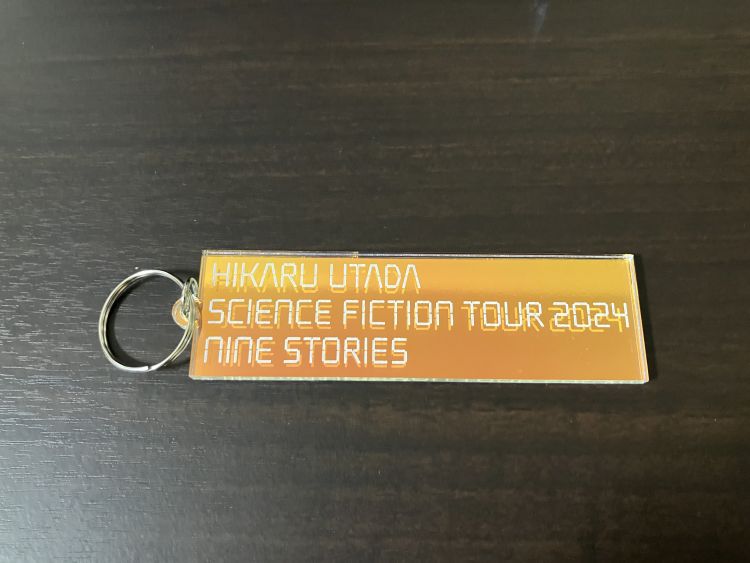 HIKARU UTADA
SCIENCE FICTION TOUR 2024
NINE STORIES